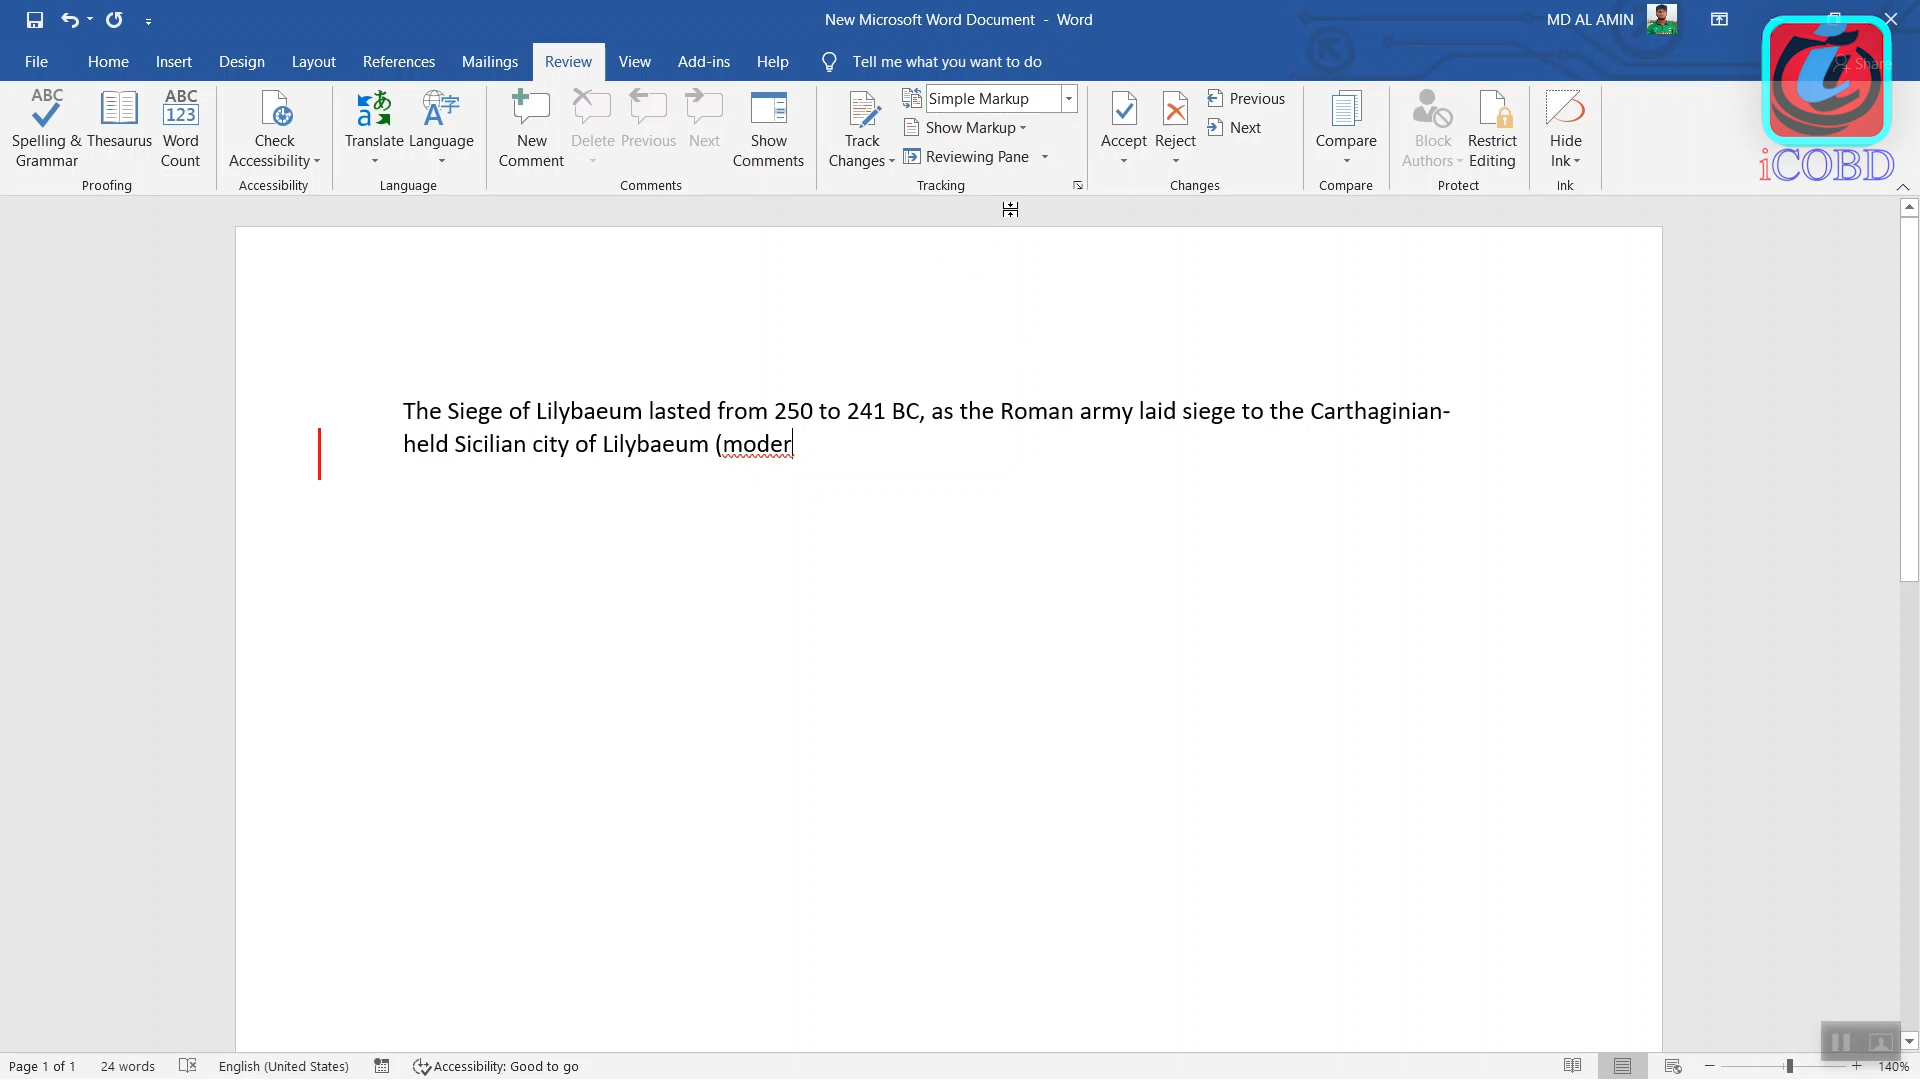 New Microsoft Word Document - Word
MD AL AMIN
File Home Insert Design Layout References Mailings Review View Add-ins Help Tell me what you want to do
Share
ABC
Spelling &
Grammar
Thesaurus
ABC
123
Word
Count
Proofing
Check
Accessibility
Accessibility
Translate
Language
Language
New
Comment
Delete
Previous
Next
Show
Comments
Comments
Track
Changes
Simple Markup
Show Markup
Reviewing Pane
Tracking
Accept
Reject
Previous
Next
Changes
Compare
Compare
Block
Authors
Restrict
Editing
Protect
Hide
Ink
Ink
iCOBD
The Siege of Lilybaeum lasted from 250 to 241 BC, as the Roman army laid siege to the Carthaginian-
held Sicilian city of Lilybaeum (moder
Page 1 of 1 24 words English (United States) Accessibility: Good to go 140%